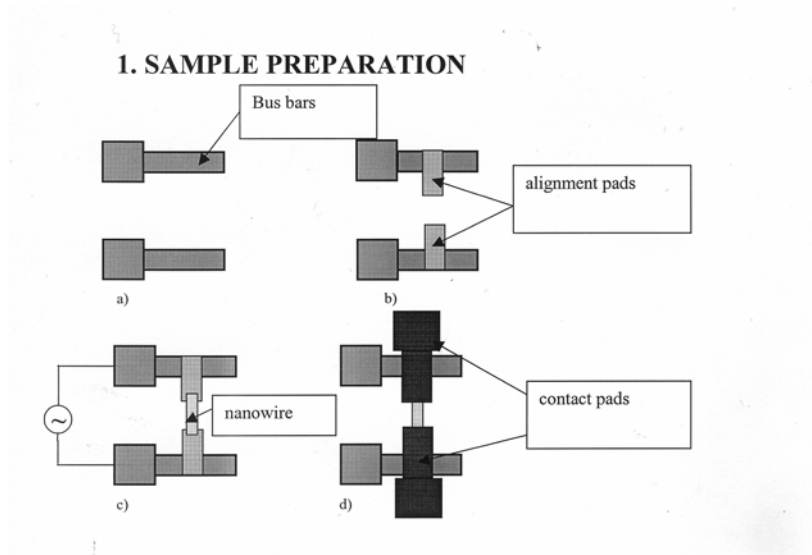 1. SAMPLE PREPARATION
Bus bars
alignment pads
a)
b)
nanowire
contact pads
~
c)
d)